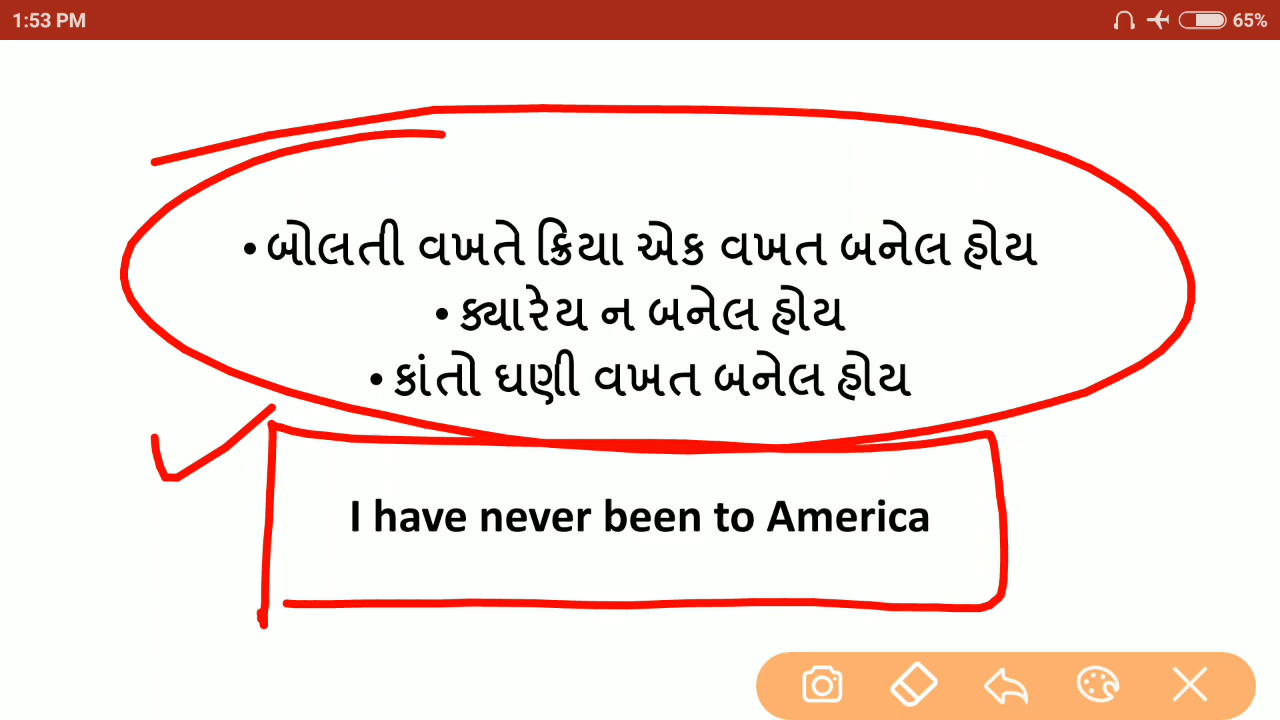 1:53 PM 65%
• બોલતી વખતે ક્રિયા એક વખત બનેલ હોય
• ક્યારેય ન બનેલ હોય
• કાંતો ઘણી વખત બનેલ હોય
I have never been to America